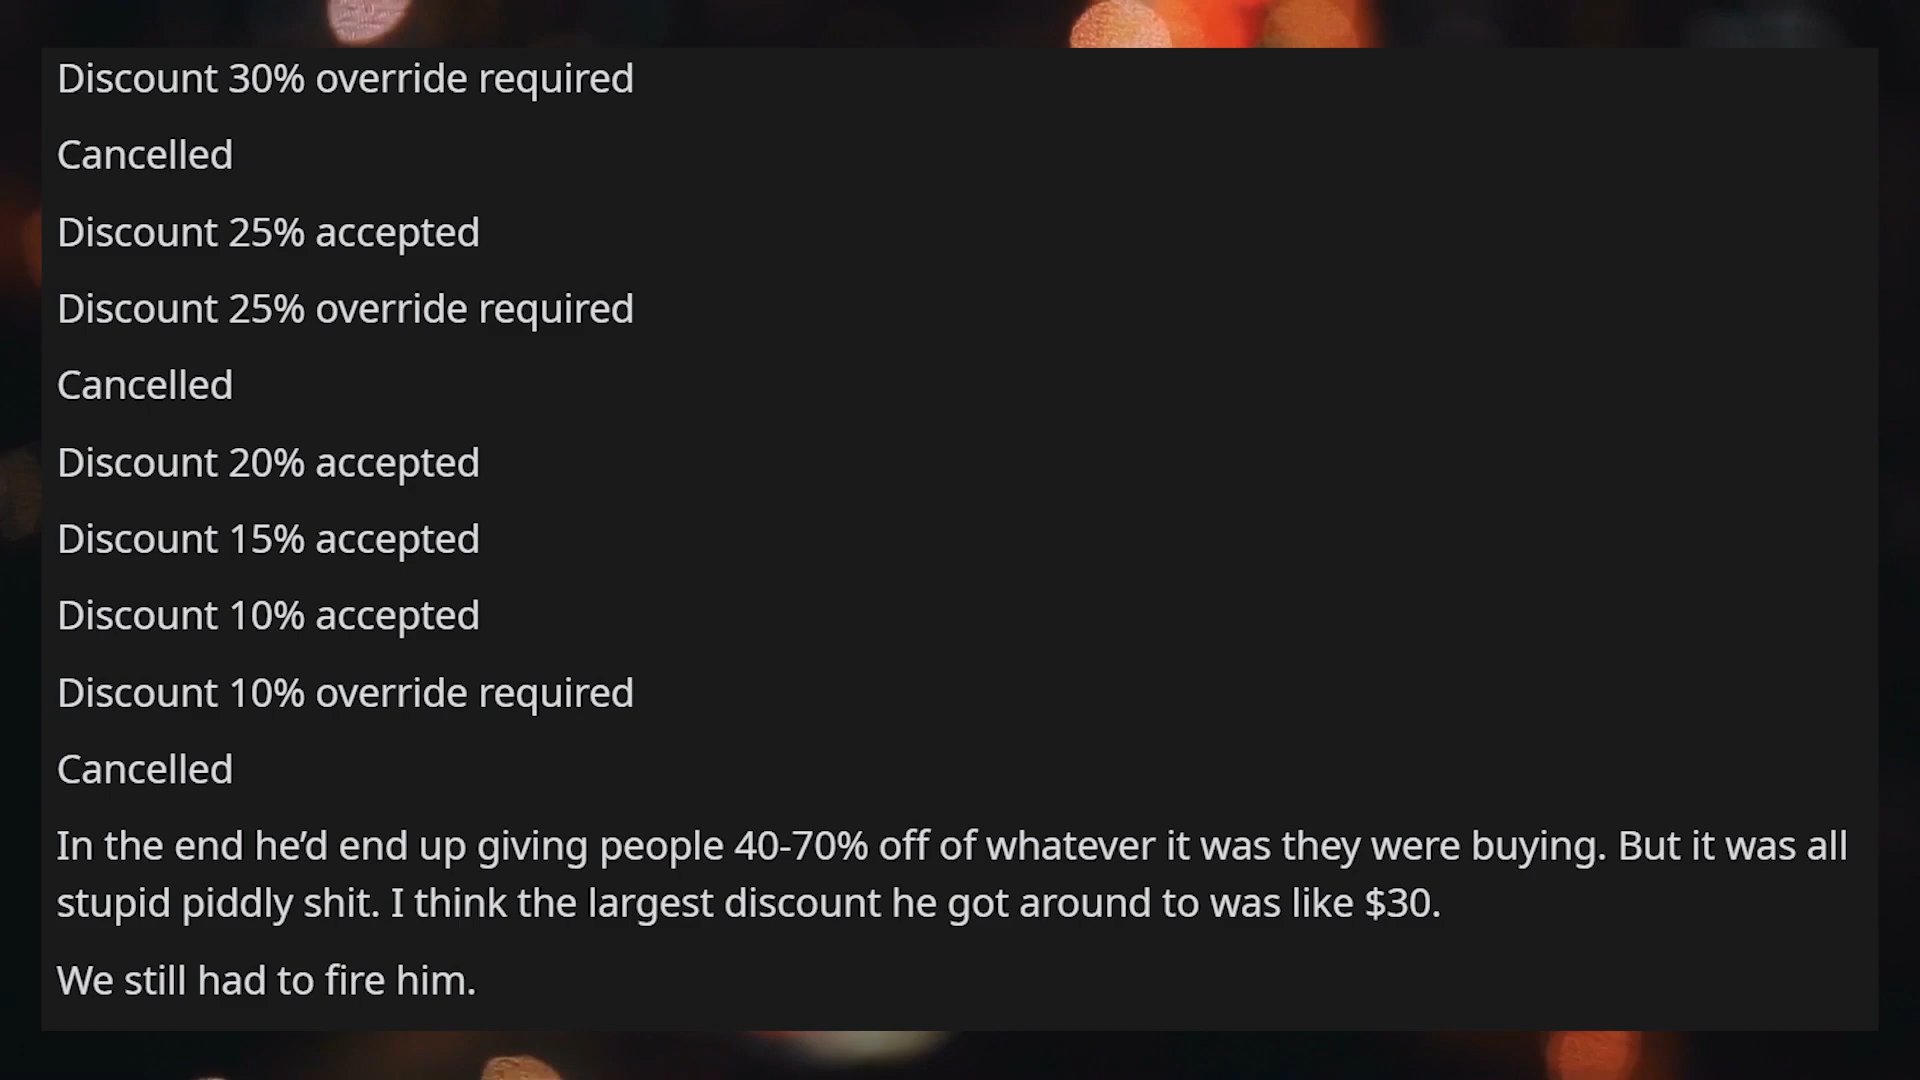 Discount 30% override required
Cancelled
Discount 25% accepted
Discount 25% override required
Cancelled
Discount 20% accepted
Discount 15% accepted
Discount 10% accepted
Discount 10% override required
Cancelled
In the end he’d end up giving people 40-70% off of whatever it was they were buying. But it was all
stupid piddly shit. I think the largest discount he got around to was like $30.
We still had to fire him.